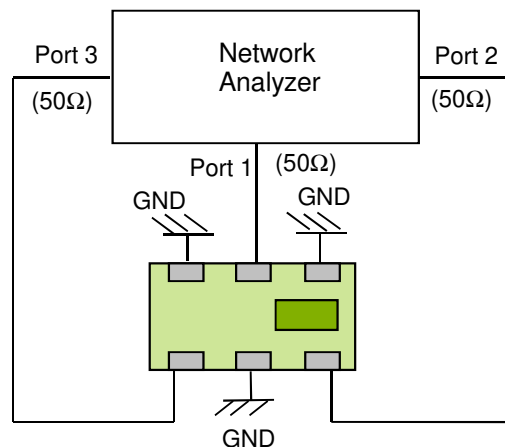 Port 3
Network
Analyzer
Port 2
(50Ω)
(50Ω)
Port 1
(50Ω)
GND
GND
GND